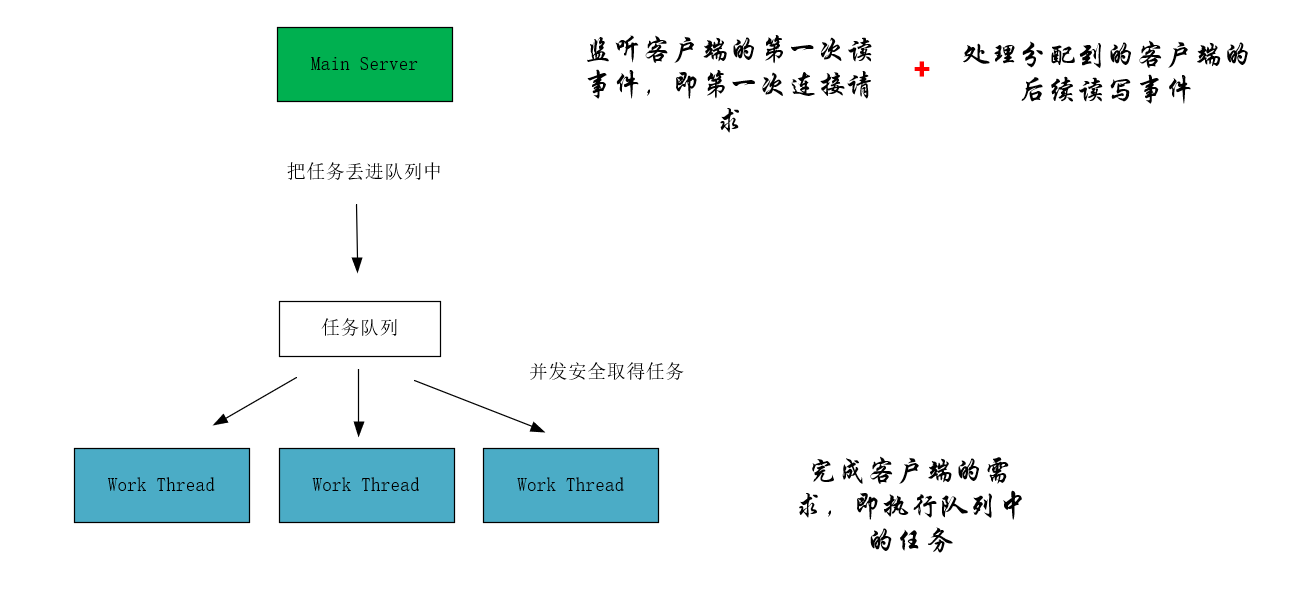 Main Server
监听客户端的第一次读
事件，即第一次连接请
求
+
处理分配到的客户端的
后续读写事件
把任务丢进队列中
任务队列
并发安全取得任务
Work Thread
Work Thread
Work Thread
完成客户端的需
求，即执行队列中
的任务